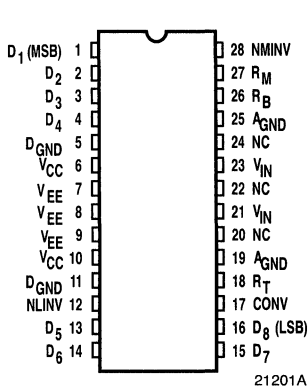 D1 (MSB) 1 28 NMINV
D2 2 27 RM
D3 3 26 RB
D4 4 25 AGND
DGND 5 24 NC
VCC 6 23 VIN
VEE 7 22 NC
VEE 8 21 VIN
VEE 9 20 NC
VCC 10 19 AGND
DGND 11 18 RT
NLINV 12 17 CONV
D5 13 16 D8 (LSB)
D6 14 15 D7
21201A